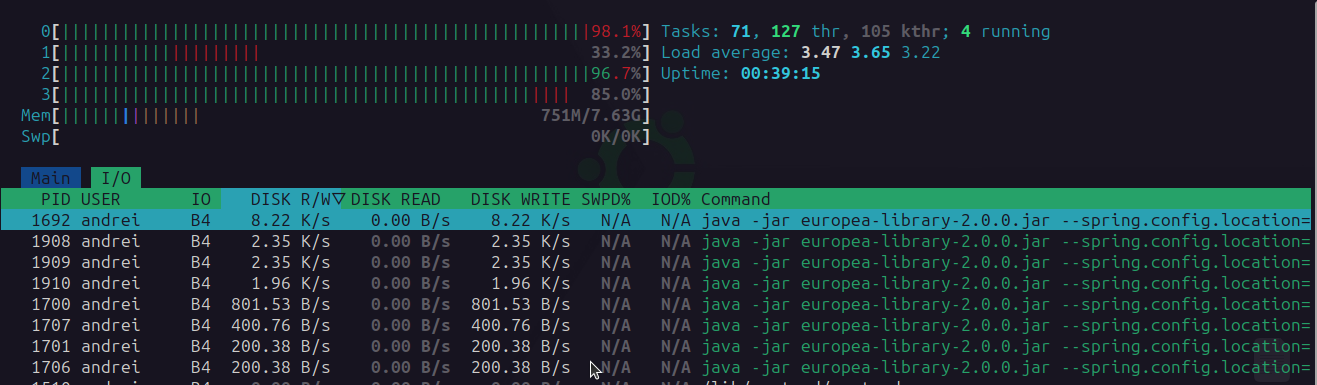 0[||||||||||||||||||||||||||||||||||||||||||||||||||||||98.1%] Tasks: 71, 127 thr, 105 kthr; 4 running
1[|||||||||||||||||||| 33.2%] Load average: 3.47 3.65 3.22
2[||||||||||||||||||||||||||||||||||||||||||||||||||||||96.7%] Uptime: 00:39:15
3[|||||||||||||||||||||||||||||||||||||||||||||||||||| 85.0%]
Mem[|||||||||||||| 751M/7.63G]
Swp[ 0K/0K]
Main I/O
PID USER IO DISK R/W▽ DISK READ DISK WRITE SWPD% IOD% Command
1692 andrei B4 8.22 K/s 0.00 B/s 8.22 K/s N/A N/A java -jar europea-library-2.0.0.jar --spring.config.location=
1908 andrei B4 2.35 K/s 0.00 B/s 2.35 K/s N/A N/A java -jar europea-library-2.0.0.jar --spring.config.location=
1909 andrei B4 2.35 K/s 0.00 B/s 2.35 K/s N/A N/A java -jar europea-library-2.0.0.jar --spring.config.location=
1910 andrei B4 1.96 K/s 0.00 B/s 1.96 K/s N/A N/A java -jar europea-library-2.0.0.jar --spring.config.location=
1700 andrei B4 801.53 B/s 0.00 B/s 801.53 B/s N/A N/A java -jar europea-library-2.0.0.jar --spring.config.location=
1707 andrei B4 400.76 B/s 0.00 B/s 400.76 B/s N/A N/A java -jar europea-library-2.0.0.jar --spring.config.location=
1701 andrei B4 200.38 B/s 0.00 B/s 200.38 B/s N/A N/A java -jar europea-library-2.0.0.jar --spring.config.location=
1706 andrei B4 200.38 B/s 0.00 B/s 200.38 B/s N/A N/A java -jar europea-library-2.0.0.jar --spring.config.location=